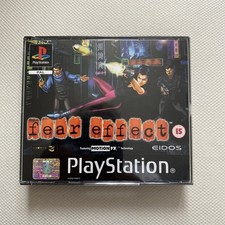 PlayStation
PAL
fear effect
15
Featuring MOTION FX Technology
EIDOS
PlayStation